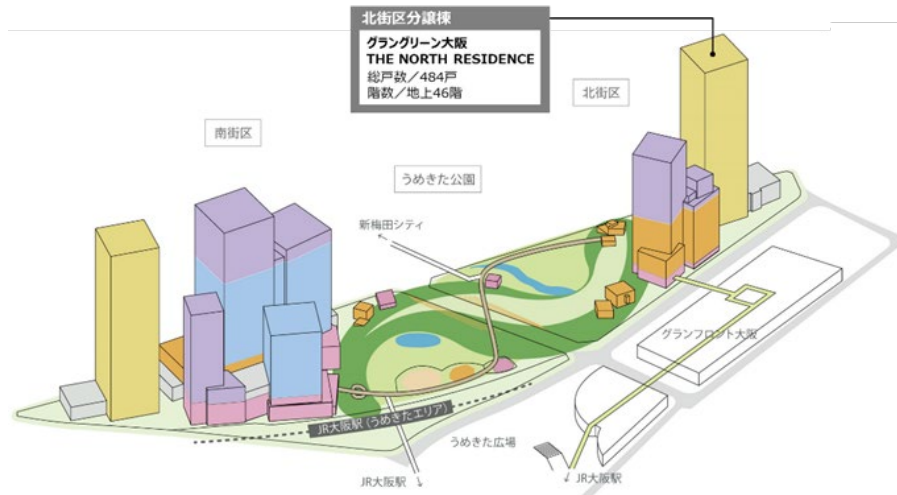 北街区分譲棟
グラングリーン大阪
THE NORTH RESIDENCE
総戸数／484戸
階数／地上46階
北街区
南街区
うめきた公園
新梅田シティ
グランフロント大阪
JR大阪駅（うめきたエリア）
うめきた広場
JR大阪駅
JR大阪駅